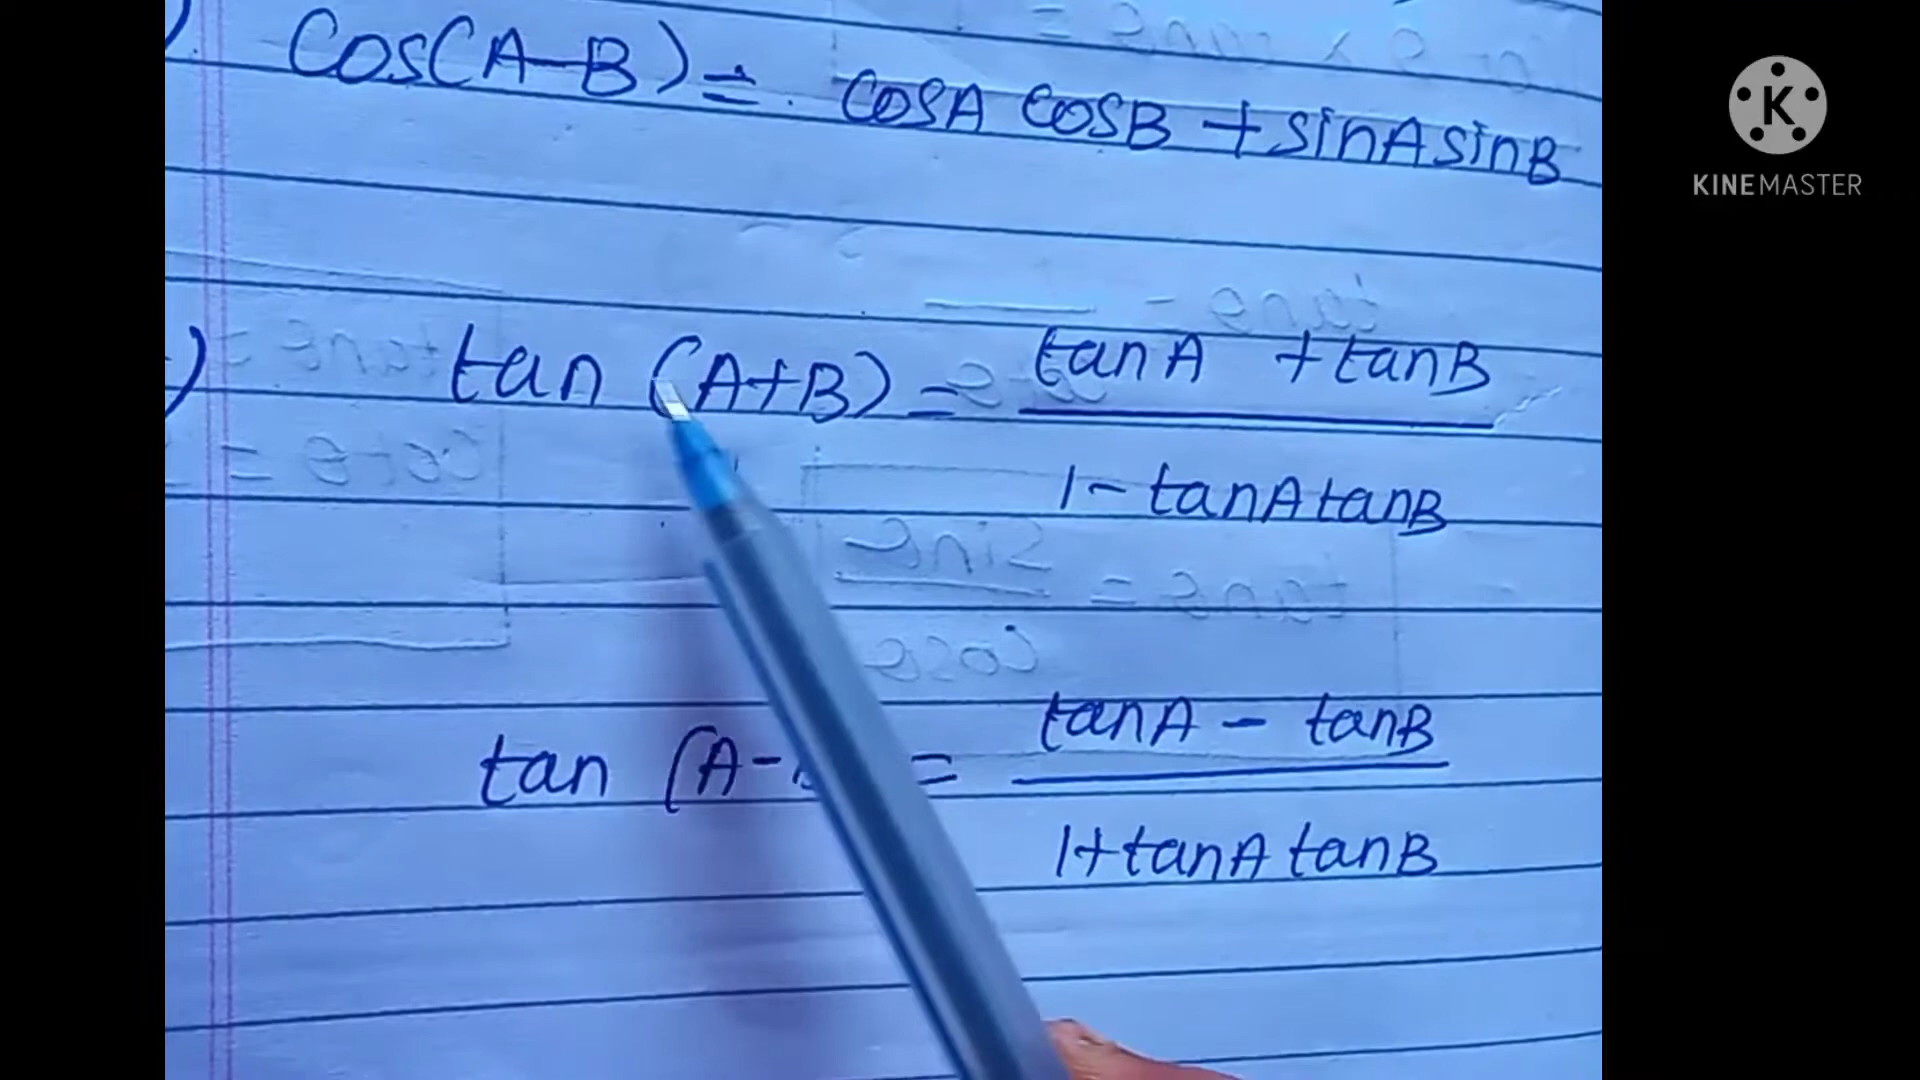 ). cos(A-B) = cosA cosB + sinA sinB
) tan (A+B) = tanA + tanB
1 - tanA tanB
tan (A- = tanA - tanB
1 + tanA tanB
K
KINEMASTER